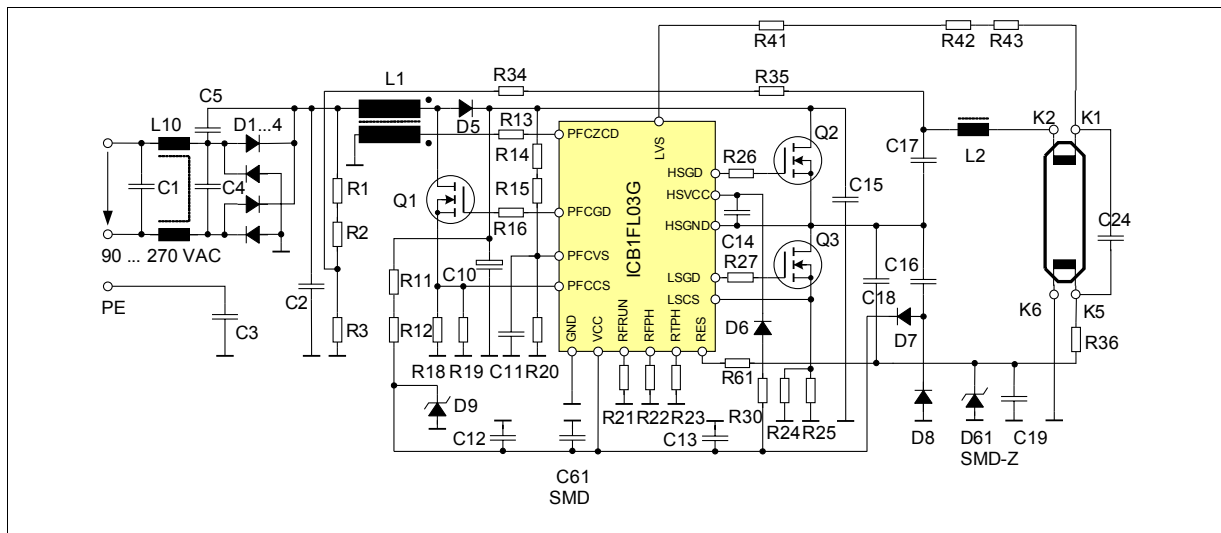 R41
R42
R43
R34
R35
L1
C5
D5
R13
PFCZCD
LVS
Q2
K2
K1
L10
D1...4
R14
HSGD
R26
L2
C17
C1
C4
R1
R15
HSVCC
C15
Q1
R16
PFCGD
C14
HSGND
C24
R2
ICB1FL03G
Q3
90 ... 270 VAC
R11
C10
PFCVS
LSGD
R27
C18
C16
PFCCS
LSCS
K6
K5
PE
C2
C3
R3
R12
GND
VCC
RFRUN
RFPH
RTPH
RES
D6
D7
R36
R18
R19
C11
R20
R61
D9
R21
R22
R23
R30
R24
R25
C12
C13
D8
D61
SMD-Z
C19
C61
SMD